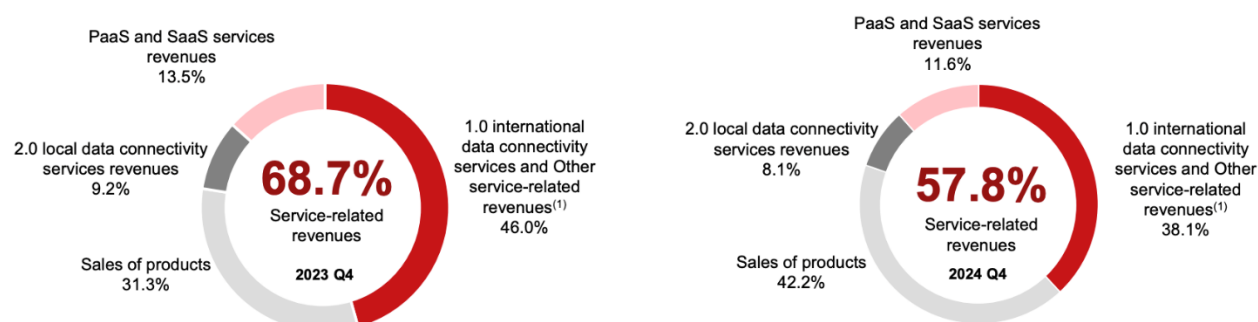 PaaS and SaaS services
revenues
13.5%
2.0 local data connectivity
services revenues
9.2%
68.7%
Service-related
revenues
2023 Q4
1.0 international
data connectivity
services and Other
service-related
revenues(1)
46.0%
Sales of products
31.3%
PaaS and SaaS services
revenues
11.6%
2.0 local data connectivity
services revenues
8.1%
57.8%
Service-related
revenues
2024 Q4
1.0 international
data connectivity
services and Other
service-related
revenues(1)
38.1%
Sales of products
42.2%